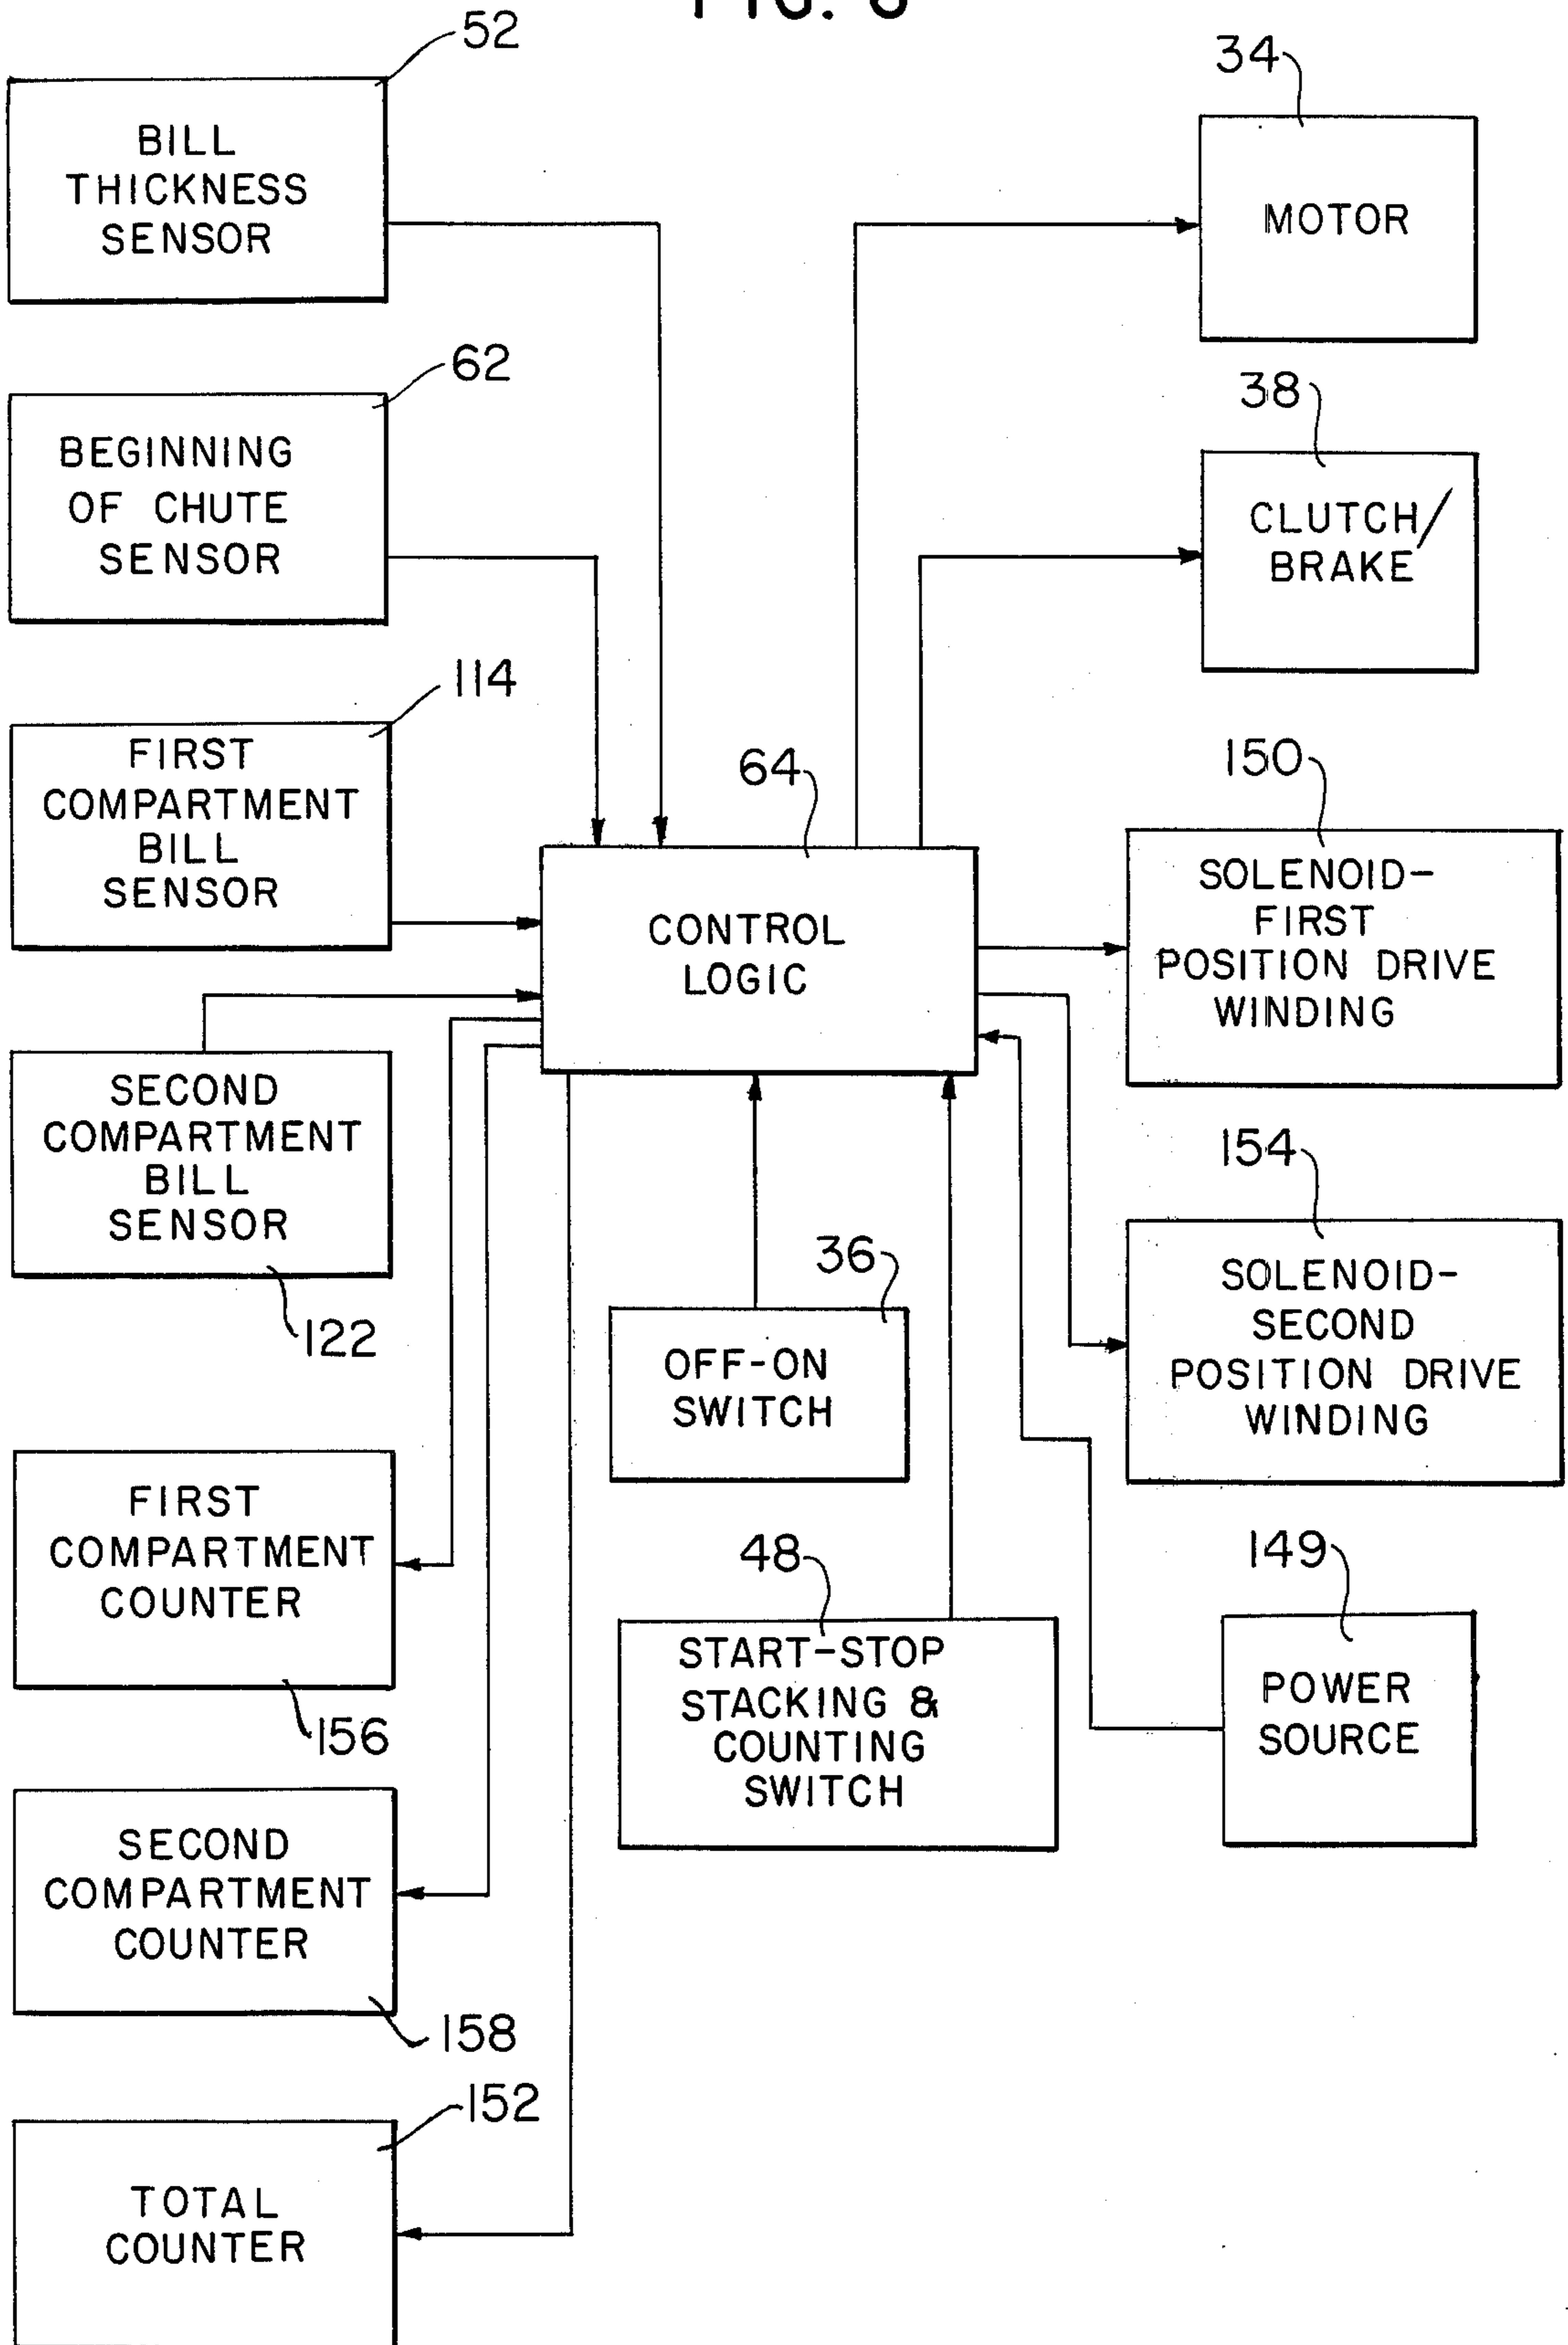 52
BILL
THICKNESS
SENSOR
34
MOTOR
62
BEGINNING
OF CHUTE
SENSOR
38
CLUTCH/
BRAKE
114
FIRST
COMPARTMENT
BILL
SENSOR
64
CONTROL
LOGIC
150
SOLENOID-
FIRST
POSITION DRIVE
WINDING
SECOND
COMPARTMENT
BILL
SENSOR
122
154
SOLENOID-
SECOND
POSITION DRIVE
WINDING
36
OFF-ON
SWITCH
FIRST
COMPARTMENT
COUNTER
156
48
START-STOP
STACKING &
COUNTING
SWITCH
149
POWER
SOURCE
SECOND
COMPARTMENT
COUNTER
158
152
TOTAL
COUNTER